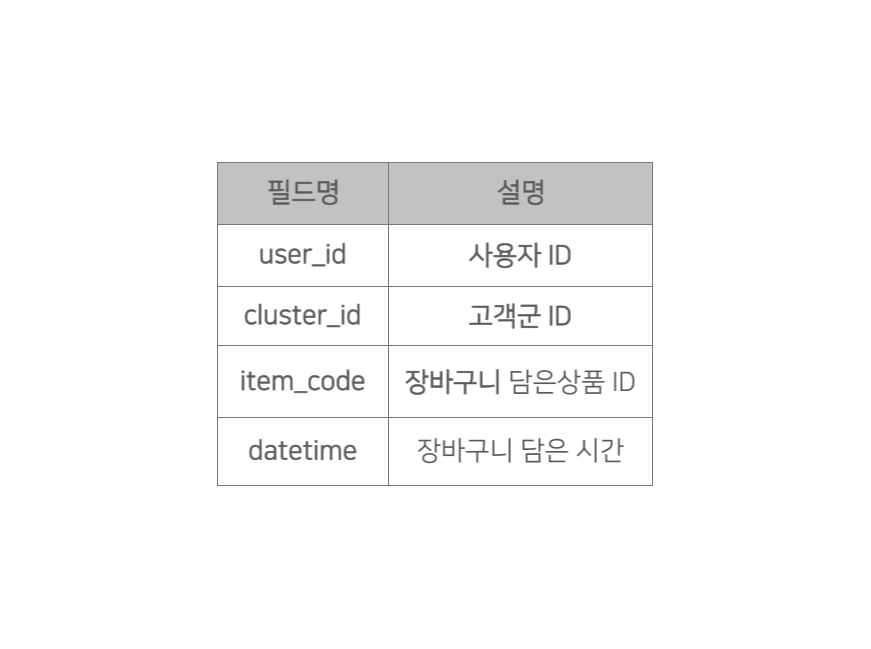 필드명 설명
user_id 사용자 ID
cluster_id 고객군 ID
item_code 장바구니 담은상품 ID
datetime 장바구니 담은 시간